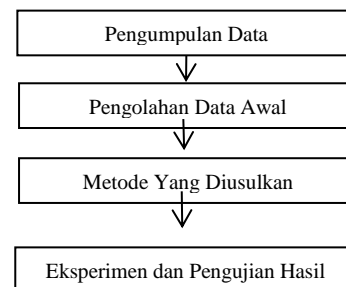 Pengumpulan Data
Pengolahan Data Awal
Metode Yang Diusulkan
Eksperimen dan Pengujian Hasil